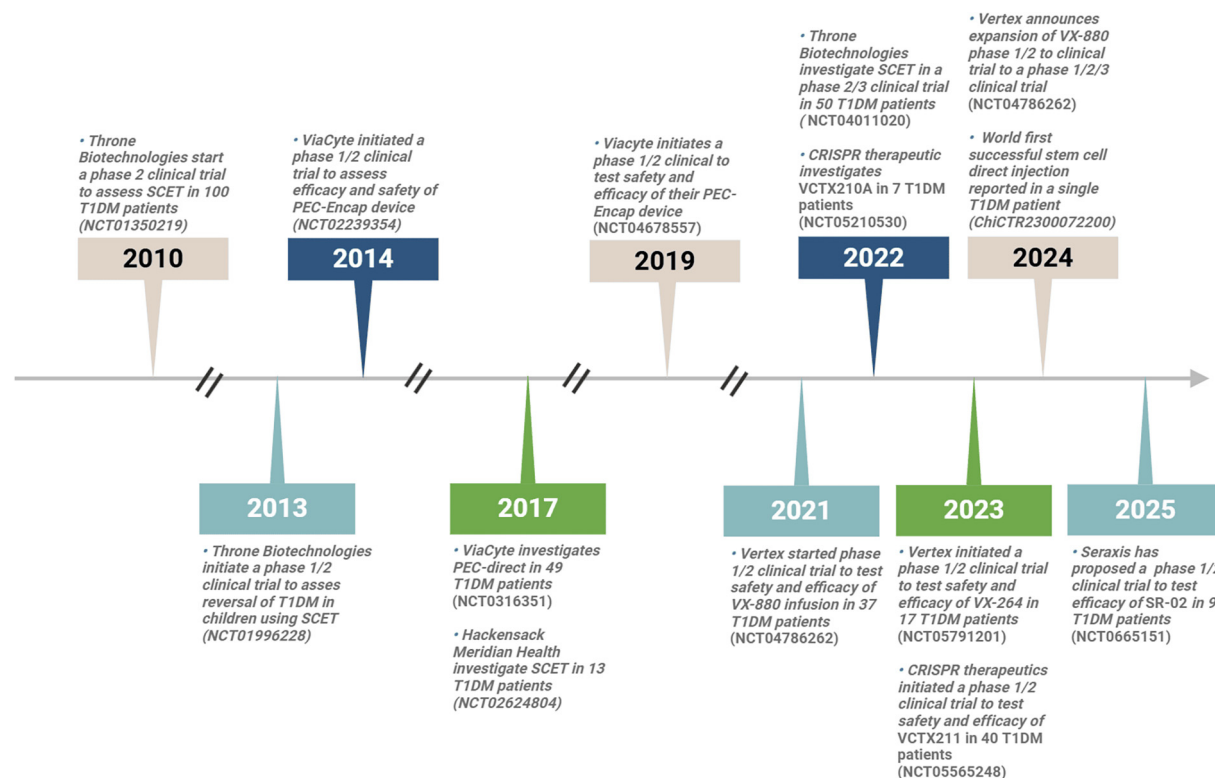 • Throne
Biotechnologies start
a phase 2 clinical trial
to assess SCET in 100
T1DM patients
(NCT01350219)
2010
• Throne Biotechnologies
initiate a phase 1/2
clinical trial to asses
reversal of T1DM in
children using SCET
(NCT01996228)
2013
• ViaCyte initiated a
phase 1/2 clinical
trial to assess
efficacy and safety of
PEC-Encap device
(NCT02239354)
2014
2017
• ViaCyte investigates
PEC-direct in 49
T1DM patients
(NCT0316351)
• Hackensack
Meridian Health
investigate SCET in 13
T1DM patients
(NCT02624804)
• Viacyte initiates a
phase 1/2 clinical to
test safety and
efficacy of their PEC-
Encap device
(NCT04678557)
2019
2021
• Vertex started phase
1/2 clinical trial to test
safety and efficacy of
VX-880 infusion in 37
T1DM patients
(NCT04786262)
• Throne
Biotechnologies
investigate SCET in a
phase 2/3 clinical trial
in 50 T1DM patients
(NCT04011020)
• CRISPR therapeutic
investigates
VCTX210A in 7 T1DM
patients
(NCT05210530)
2022
2023
• Vertex initiated a
phase 1/2 clinical trial
to test safety and
efficacy of VX-264 in
17 T1DM patients
(NCT05791201)
• CRISPR therapeutics
initiated a phase 1/2
clinical trial to test
safety and efficacy of
VCTX211 in 40 T1DM
patients
(NCT05565248)
• Vertex announces
expansion of VX-880
phase 1/2 to clinical
trial to a phase 1/2/3
clinical trial
(NCT04786262)
• World first
successful stem cell
direct injection
reported in a single
T1DM patient
(ChiCTR2300072200)
2024
2025
• Seraxis has
proposed a phase 1/2
clinical trial to test
efficacy of SR-02 in 9
T1DM patients
(NCT0665151)